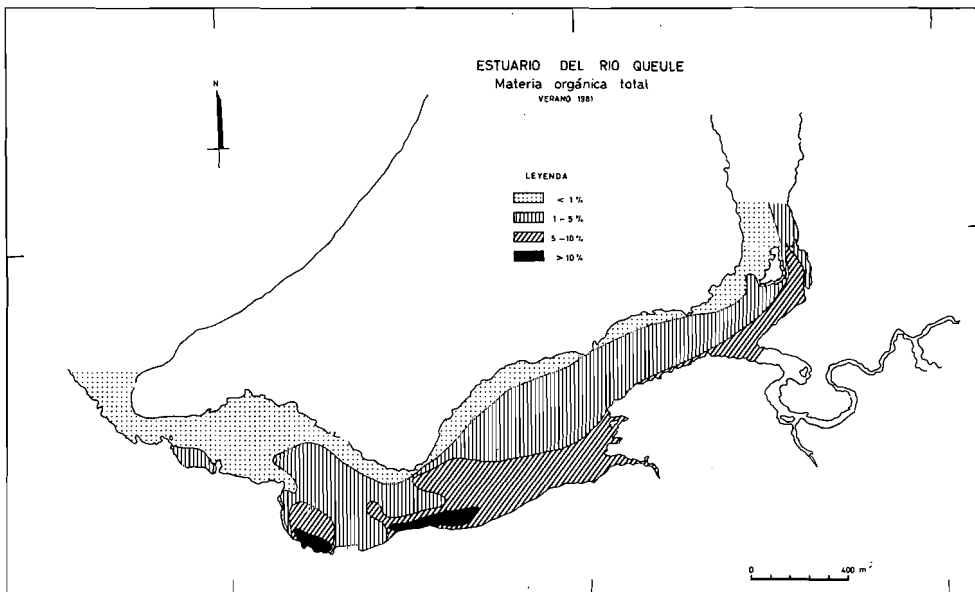 ESTUARIO DEL RIO QUEULE
Materia orgánica total
VERANO 1981
N
LEYENDA
< 1 %
1 - 5 %
5 - 10 %
> 10 %
0 400 m